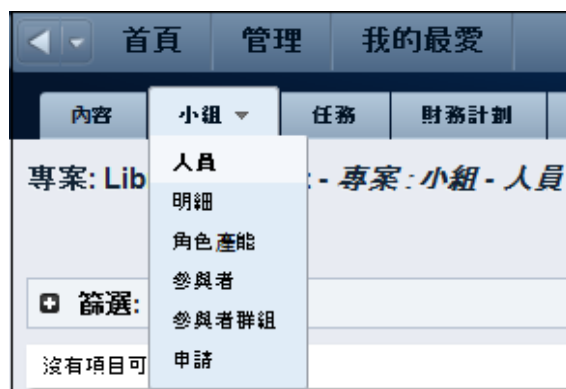 首頁 管理 我的最愛
內容 小組 任務 財務計劃
人員
專案: Lib : - 專案 : 小組 - 人員
明細
角色產能
參與者
篩選:
參與者群組
申請
沒有項目可